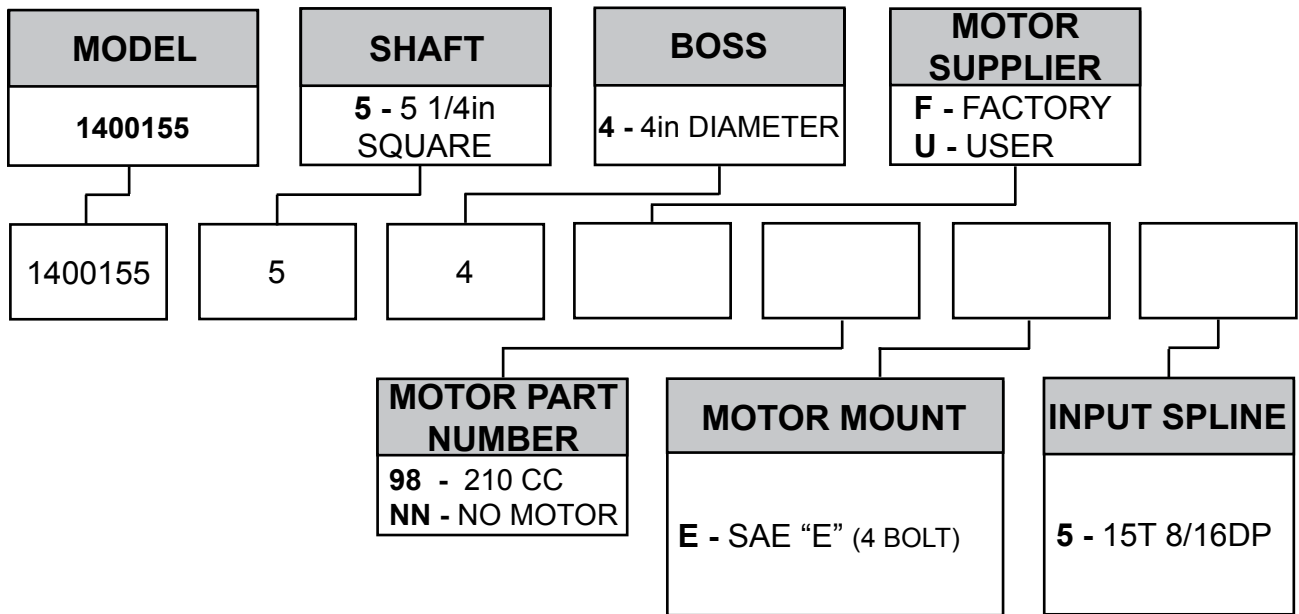 MODEL
1400155
SHAFT
5 - 5 1/4in
SQUARE
BOSS
4 - 4in DIAMETER
MOTOR
SUPPLIER
F - FACTORY
U - USER
1400155
5
4
MOTOR PART
NUMBER
98 - 210 CC
NN - NO MOTOR
MOTOR MOUNT
E - SAE “E” (4 BOLT)
INPUT SPLINE
5 - 15T 8/16DP